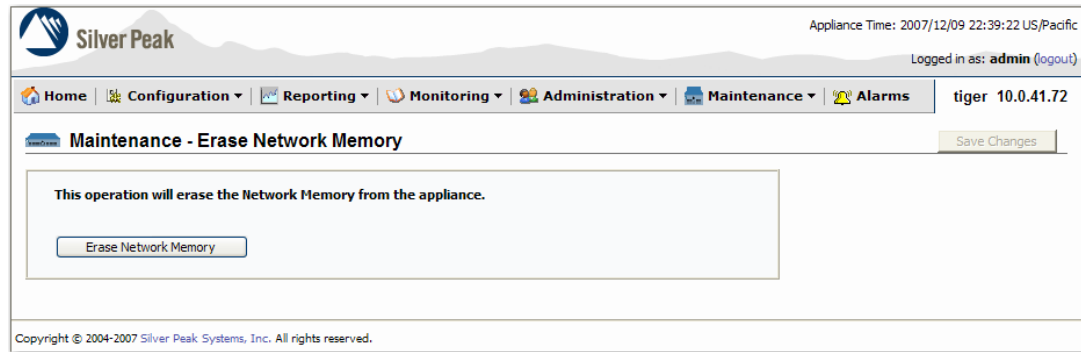 Silver Peak
Appliance Time: 2007/12/09 22:39:22 US/Pacific
Logged in as: admin (logout)
Home Configuration Reporting Monitoring Administration Maintenance Alarms tiger 10.0.41.72
Maintenance - Erase Network Memory
Save Changes
This operation will erase the Network Memory from the appliance.
Erase Network Memory
Copyright © 2004-2007 Silver Peak Systems, Inc. All rights reserved.